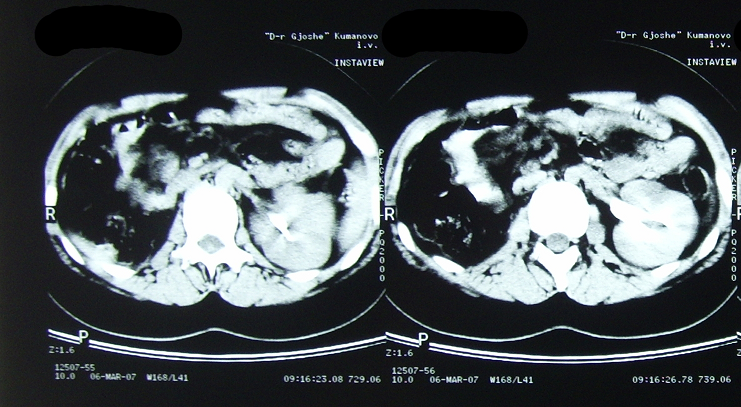 "D-r Gjoshe" Kumanovo
i.v.
INSTAVIEW
PICKER PQ2000
R
P
Z:1.6
12507-55
10.0 06-MAR-07 W168/L41
09:16:23.08 729.06
"D-r Gjoshe" Kumanovo
i.v.
INSTAVIEW
PICKER PQ2000
R
P
Z:1.6
12507-56
10.0 06-MAR-07 W168/L41
09:16:26.78 739.06
R